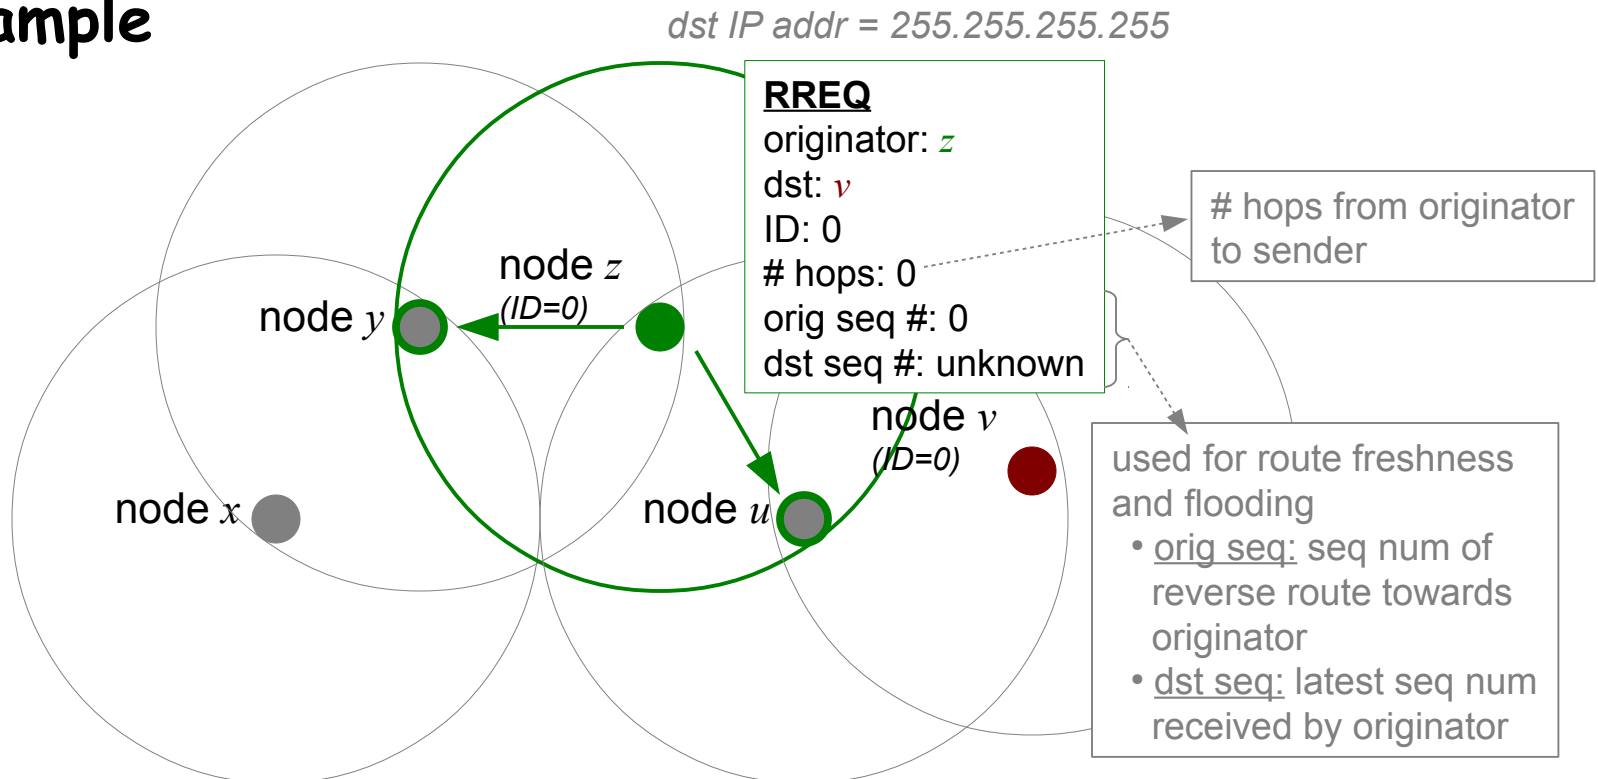 ample
dst IP addr = 255.255.255.255
RREQ
originator: z
dst: v
ID: 0
# hops: 0
orig seq #: 0
dst seq #: unknown
# hops from originator
to sender
node z
(ID=0)
node y
node v
(ID=0)
node x
node u
used for route freshness
and flooding
• orig seq: seq num of
reverse route towards
originator
• dst seq: latest seq num
received by originator